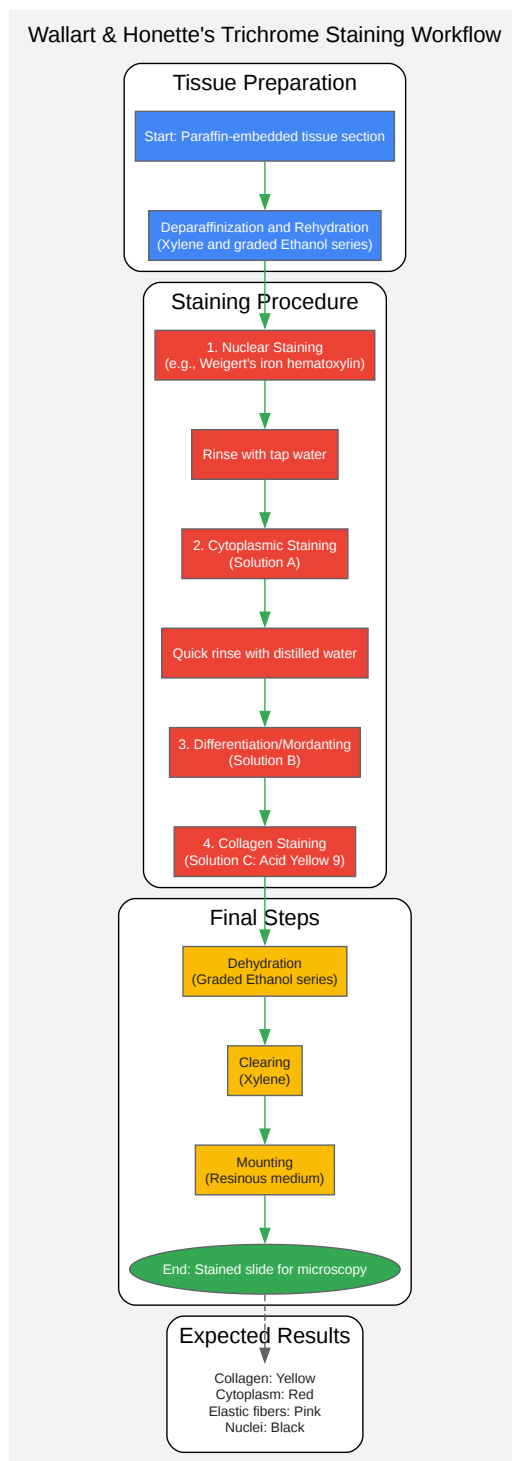 Wallart & Honette's Trichrome Staining Workflow
Tissue Preparation
Start: Paraffin-embedded tissue section
Deparaffinization and Rehydration
(Xylene and graded Ethanol series)
Staining Procedure
1. Nuclear Staining
(e.g., Weigert's iron hematoxylin)
Rinse with tap water
2. Cytoplasmic Staining
(Solution A)
Quick rinse with distilled water
3. Differentiation/Mordanting
(Solution B)
4. Collagen Staining
(Solution C: Acid Yellow 9)
Final Steps
Dehydration
(Graded Ethanol series)
Clearing
(Xylene)
Mounting
(Resinous medium)
End: Stained slide for microscopy
Expected Results
Collagen: Yellow
Cytoplasm: Red
Elastic fibers: Pink
Nuclei: Black